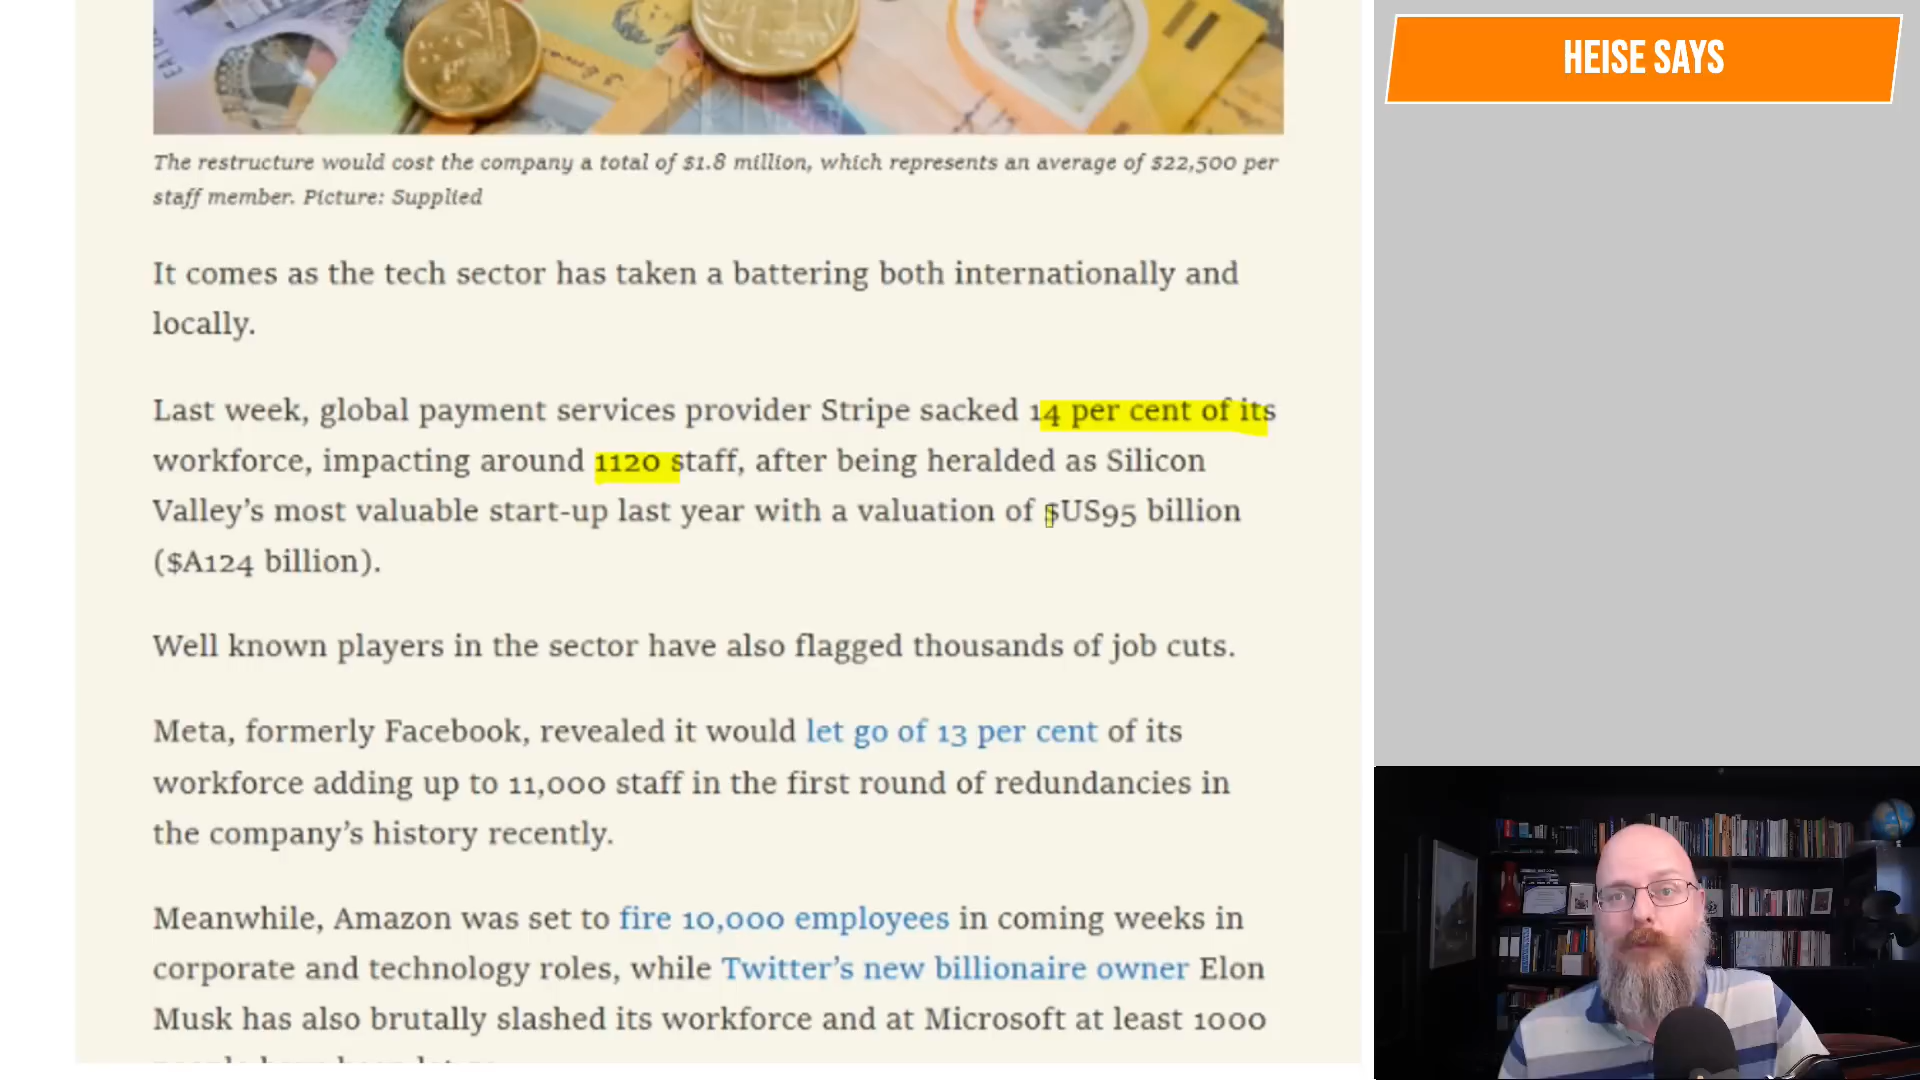 HEISE SAYS
The restructure would cost the company a total of $1.8 million, which represents an average of $22,500 per
staff member. Picture: Supplied
It comes as the tech sector has taken a battering both internationally and
locally.
Last week, global payment services provider Stripe sacked 14 per cent of its
workforce, impacting around 1120 staff, after being heralded as Silicon
Valley’s most valuable start-up last year with a valuation of $US95 billion
($A124 billion).
Well known players in the sector have also flagged thousands of job cuts.
Meta, formerly Facebook, revealed it would let go of 13 per cent of its
workforce adding up to 11,000 staff in the first round of redundancies in
the company’s history recently.
Meanwhile, Amazon was set to fire 10,000 employees in coming weeks in
corporate and technology roles, while Twitter’s new billionaire owner Elon
Musk has also brutally slashed its workforce and at Microsoft at least 1000